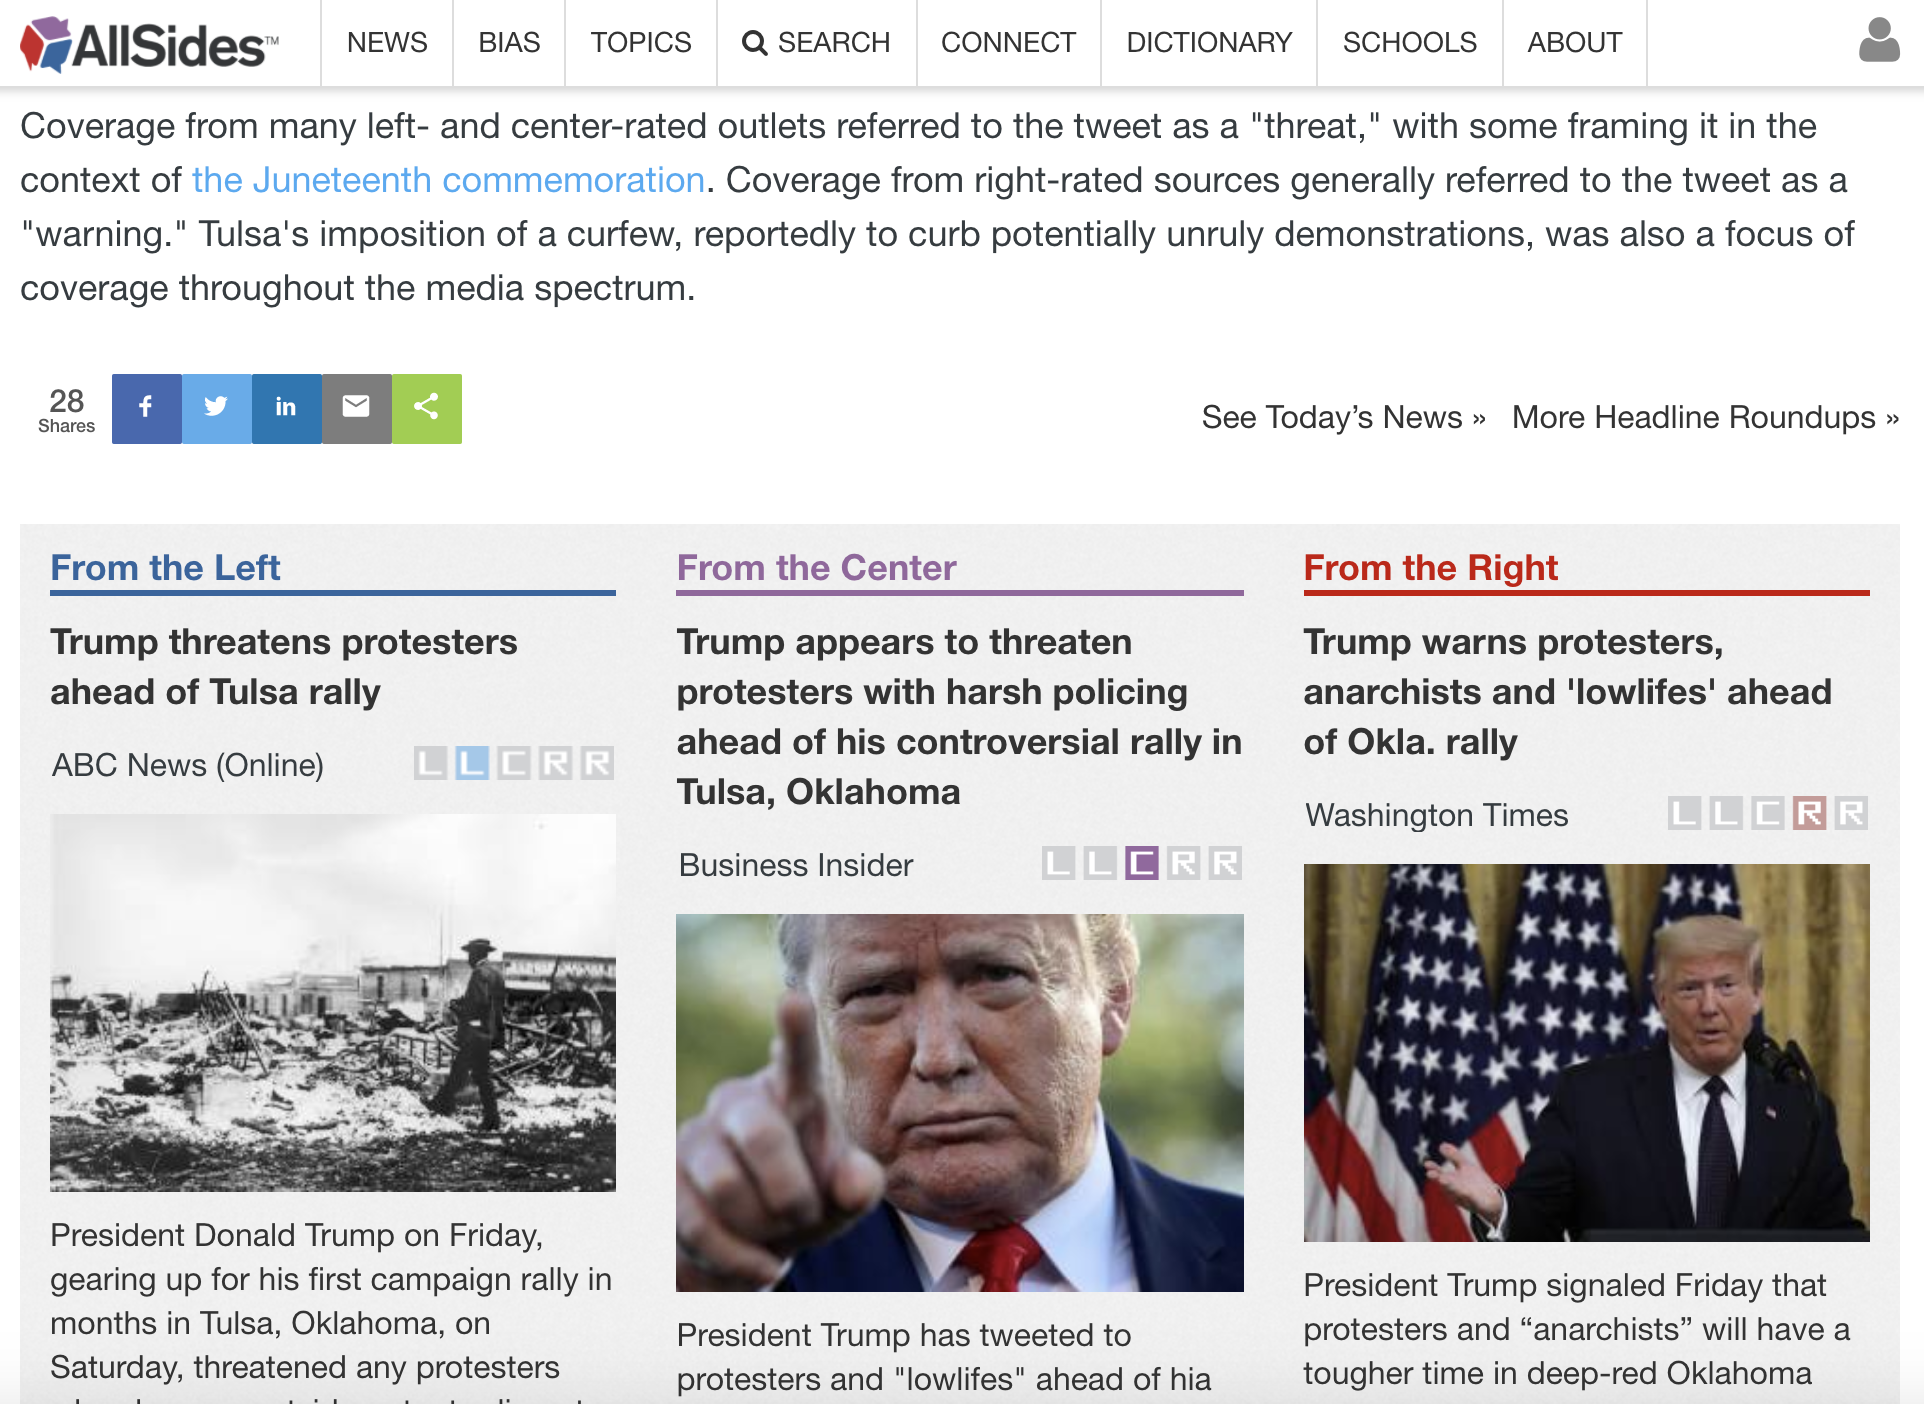 AllSides™
NEWS
BIAS
TOPICS
SEARCH
CONNECT
DICTIONARY
SCHOOLS
ABOUT
Coverage from many left- and center-rated outlets referred to the tweet as a "threat," with some framing it in the
context of the Juneteenth commemoration. Coverage from right-rated sources generally referred to the tweet as a
"warning." Tulsa's imposition of a curfew, reportedly to curb potentially unruly demonstrations, was also a focus of
coverage throughout the media spectrum.
28
Shares
f
in
See Today’s News »
More Headline Roundups »
From the Left
Trump threatens protesters
ahead of Tulsa rally
ABC News (Online)
L L C R R
President Donald Trump on Friday,
gearing up for his first campaign rally in
months in Tulsa, Oklahoma, on
Saturday, threatened any protesters
From the Center
Trump appears to threaten
protesters with harsh policing
ahead of his controversial rally in
Tulsa, Oklahoma
Business Insider
L L C R R
President Trump has tweeted to
protesters and "lowlifes" ahead of hia
From the Right
Trump warns protesters,
anarchists and 'lowlifes' ahead
of Okla. rally
Washington Times
L L C R R
President Trump signaled Friday that
protesters and “anarchists” will have a
tougher time in deep-red Oklahoma